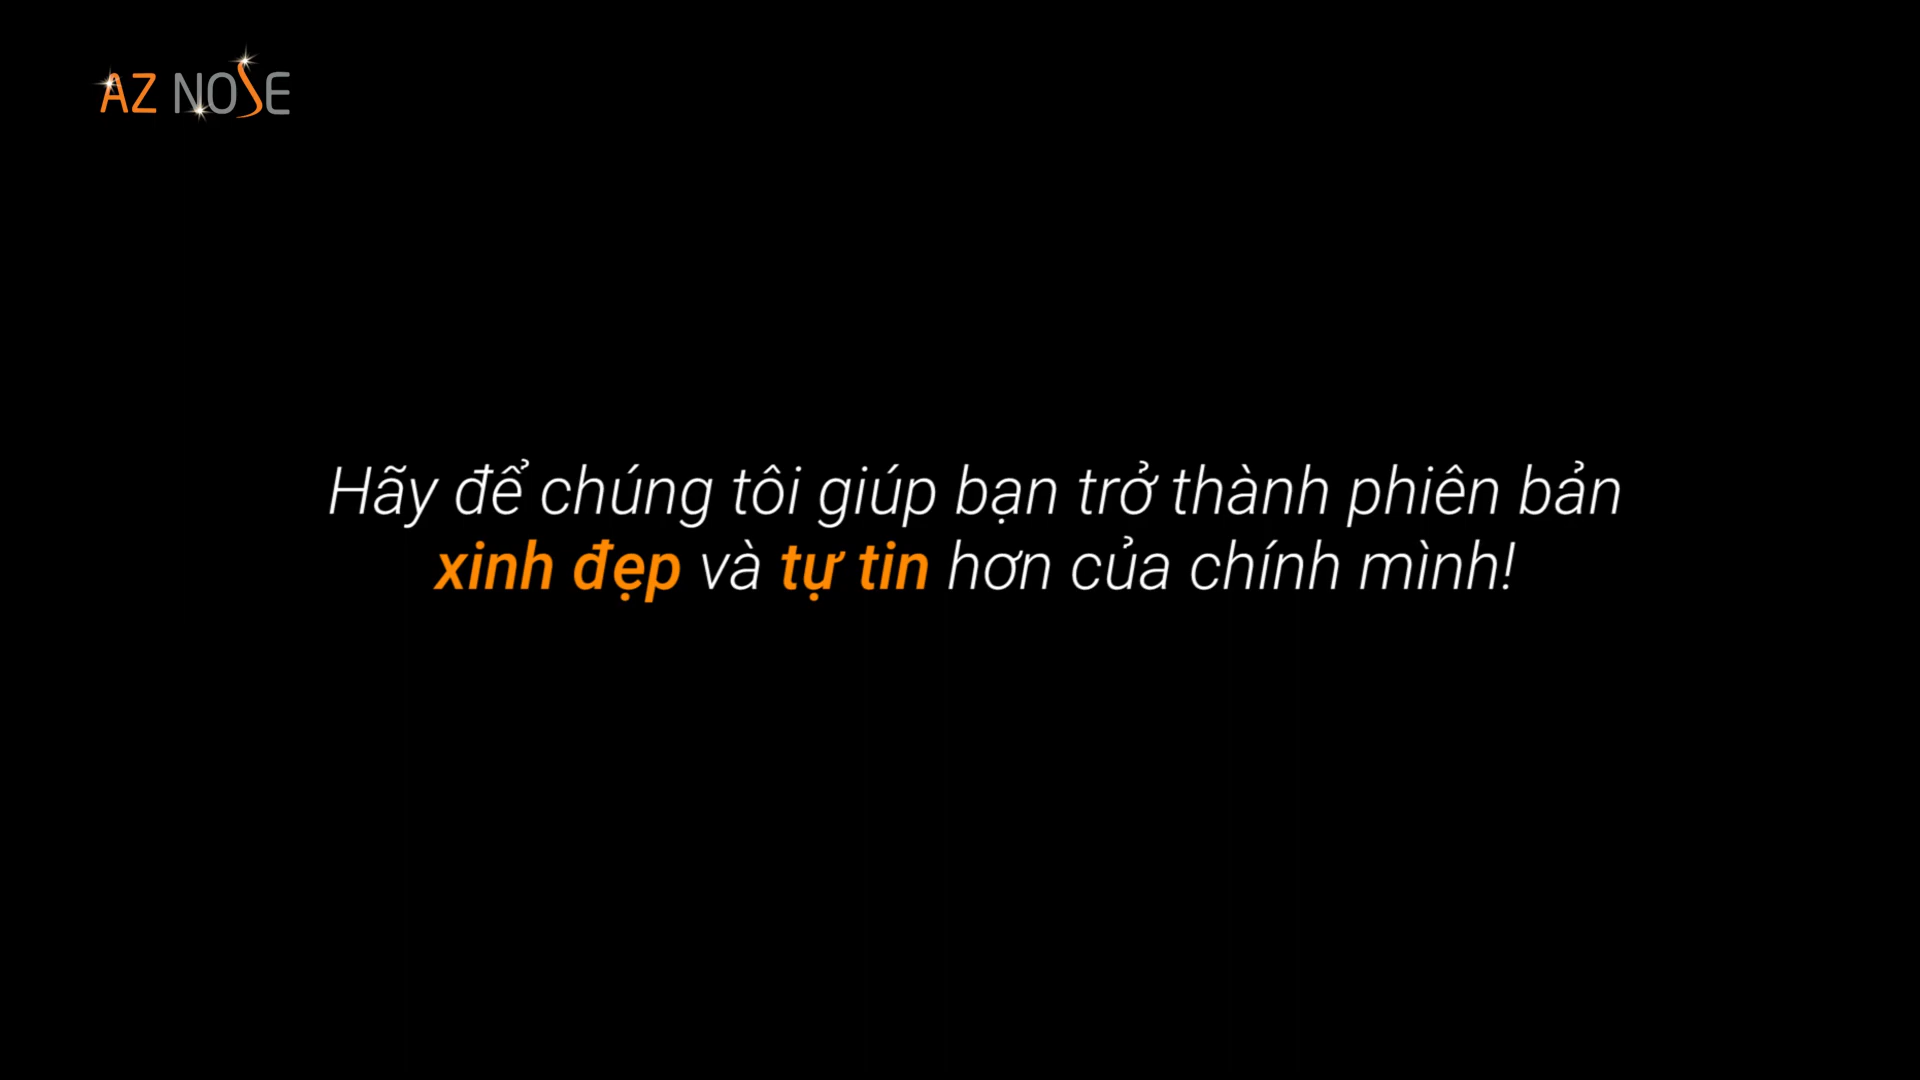 AZ NOSE
Hãy để chúng tôi giúp bạn trở thành phiên bản
xinh đẹp và tự tin hơn của chính mình!